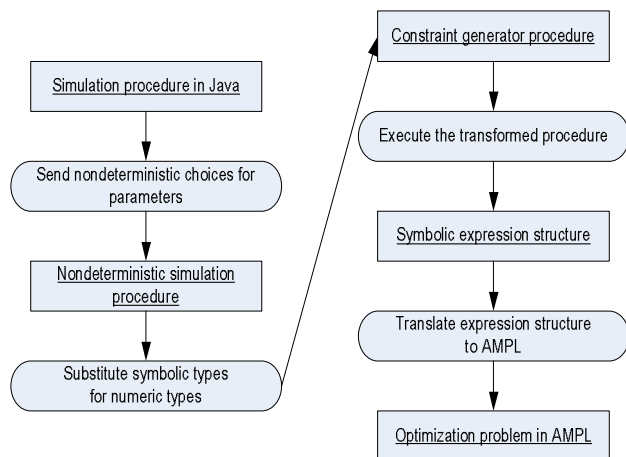 Simulation procedure in Java
Send nondeterministic choices for
parameters
Nondeterministic simulation
procedure
Substitute symbolic types
for numeric types
Constraint generator procedure
Execute the transformed procedure
Symbolic expression structure
Translate expression structure
to AMPL
Optimization problem in AMPL